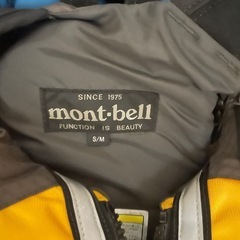 SINCE 1975
mont·bell
FUNCTION IS BEAUTY
S/M